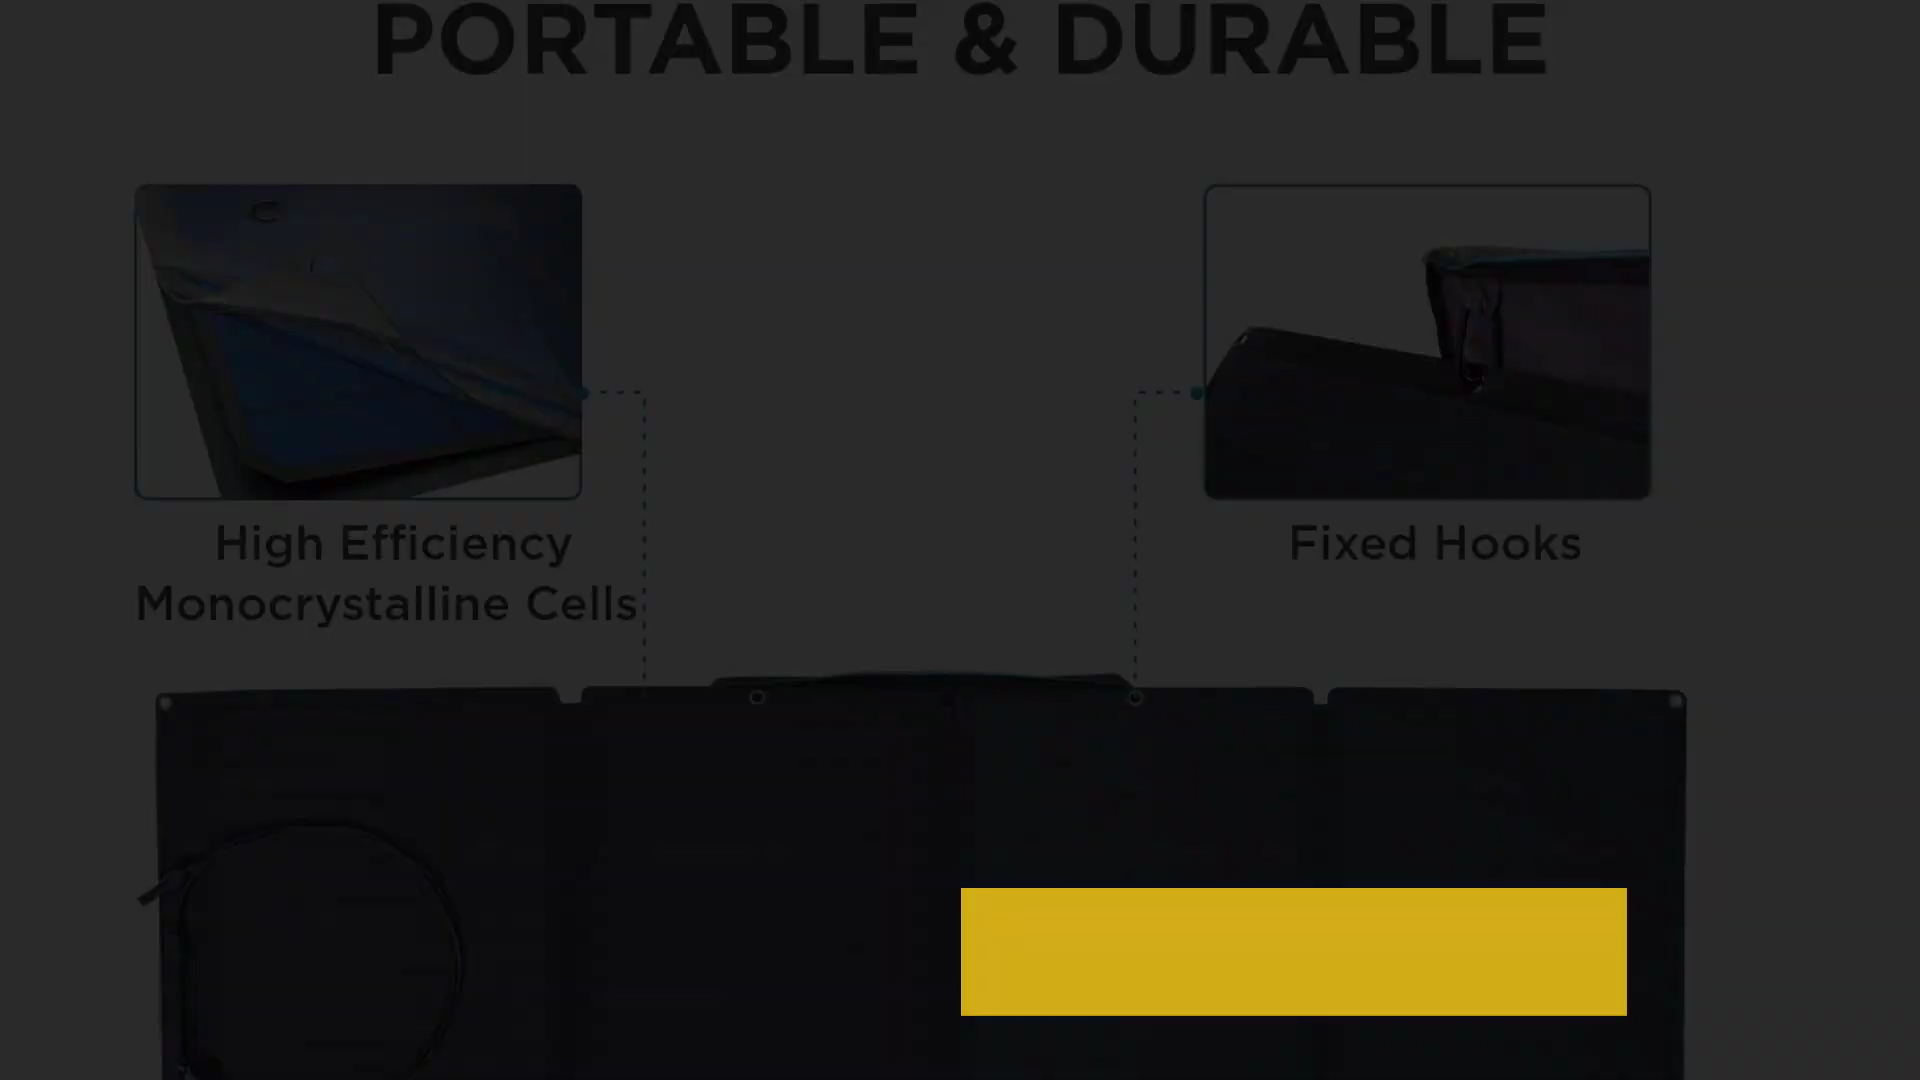 PORTABLE & DURABLE
High Efficiency
Monocrystalline Cells
Fixed Hooks